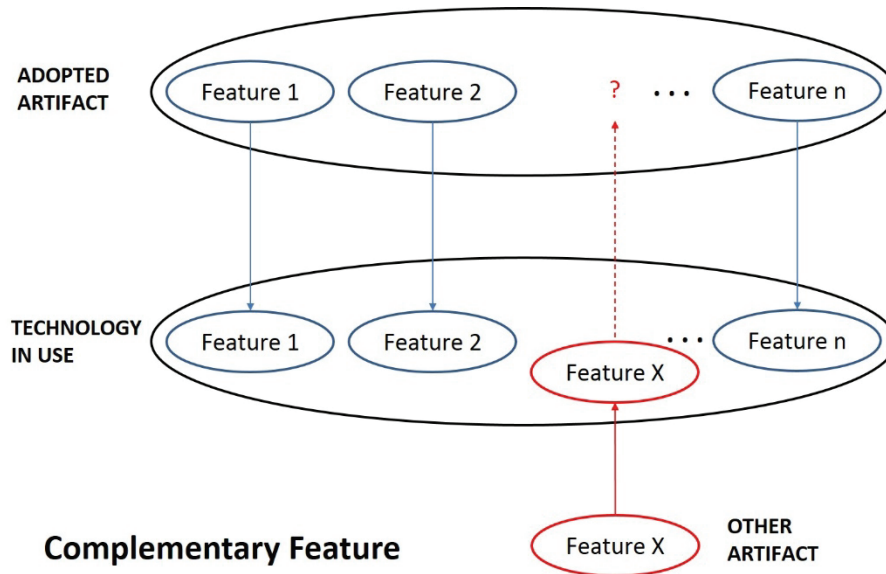 ADOPTED
ARTIFACT
Feature 1
Feature 2
?
...
Feature n
TECHNOLOGY
IN USE
Feature 1
Feature 2
...
Feature n
Feature X
Complementary Feature
Feature X
OTHER
ARTIFACT